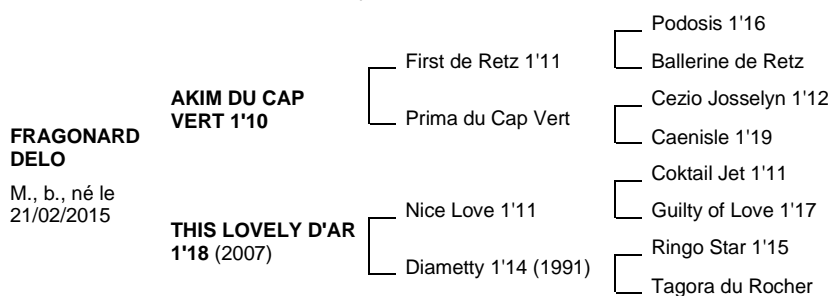 Podosis 1'16
First de Retz 1'11
Ballerine de Retz
AKIM DU CAP
VERT 1'10
Cezio Josselyn 1'12
Prima du Cap Vert
Caenisle 1'19
FRAGONARD
DELO
M., b., né le
21/02/2015
Coktail Jet 1'11
Nice Love 1'11
Guilty of Love 1'17
THIS LOVELY D'AR
1'18 (2007)
Ringo Star 1'15
Diametty 1'14 (1991)
Tagora du Rocher